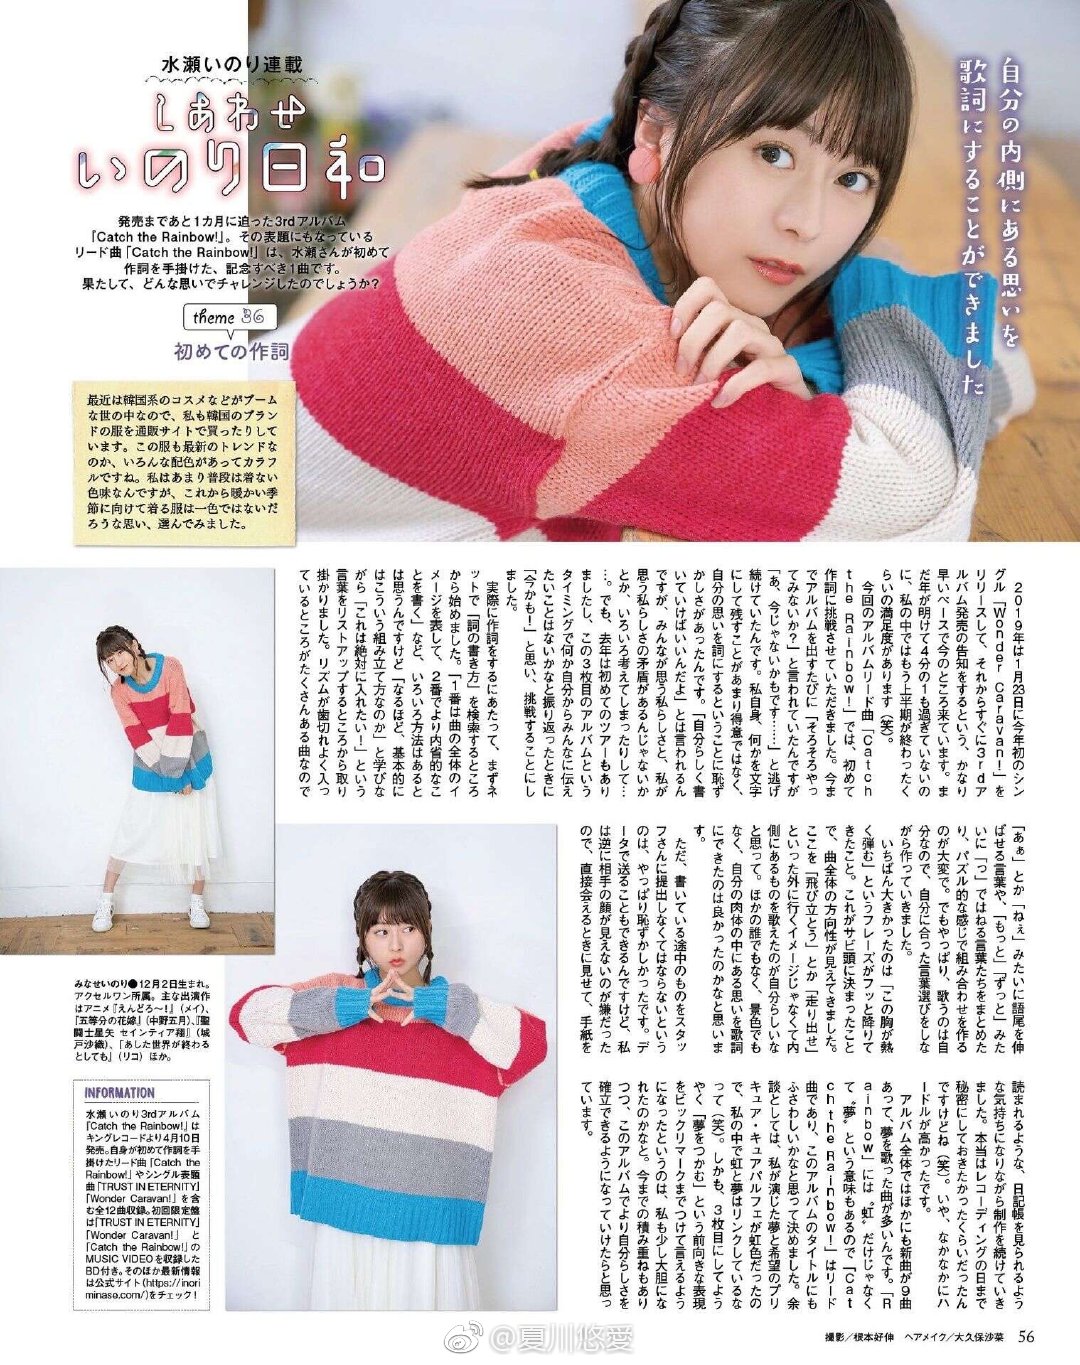 水瀬いのり連載
しあわせ
いのり日和
発売まであと1カ月に迫った3rdアルバム
『Catch the Rainbow!』。その表題にもなっている
リード曲「Catch the Rainbow!」は、水瀬さんが初めて
作詞を手掛けた、記念すべき1曲です。
果たして、どんな思いでチャレンジしたのでしょうか?
theme 36
初めての作詞
自分の内側にある思いを
歌詞にすることができました
最近は韓国系のコスメなどがブーム
な世の中なので、私も韓国のブラン
ドの服を通販サイトで買ったりして
います。この服も最新のトレンドな
のか、いろんな配色があってカラフ
ルですね。私はあまり普段は着ない
色味なんですが、これから暖かい季
節に向けて着る服は一色ではないだ
ろうな思い、選んでみました。
2019年は1月23日に今年初のシン
グル『Wonder Caravan!』を
リリースして、それからすぐに3rdア
ルバム発売の告知をするという、かなり
早いペースで今のところ来ています。ま
だ年が明けて4分の1も過ぎていないの
に、私の中ではもう上半期が終わったく
らいの満足度があります(笑)。
今回のアルバムリード曲「Catch
the Rainbow!」では、初めて
作詞に挑戦させていただきました。今ま
でアルバムを出すたびに「そろそろやっ
てみないか?」と言われていたんですが
「あ、今じゃないかもです……」と逃げ
続けていたんです。私自身、何かを文字
にして残すことがあまり得意ではなく、
自分の思いを詞にするということに恥ず
かしさがあったんです。「自分らしく書
いていけばいいんだよ」とは言われるん
ですが、みんなが思う私らしさと、私が
思う私らしさの矛盾があるんじゃないか
とか、いろいろ考えてしまったりして…
…。でも、去年は初めてのツアーもあり
ましたし、この3枚目のアルバムという
タイミングで何か自分からみんなに伝え
たいことはないかなと振り返ったときに
「今かも!」と思い、挑戦することにし
ました。
実際に作詞をするにあたって、まずネ
ットで「詞の書き方」を検索するところ
から始めました。「1番は曲の全体のイ
メージを表して、2番でより内省的なこ
とを書く」など、いろいろ方法はあると
は思うんですけど「なるほど、基本的に
はこういう組み立て方なのか」と学びな
がら「これは絶対に入れたい!」という
言葉をリストアップするところから取り
掛かりました。リズムが歯切れよく入っ
ているところがたくさんある曲なので
「あぁ」とか「ねぇ」みたいに語尾を伸
ばせる言葉や、「もっと」「ずっと」みた
いに「っ」ではねる言葉たちをまとめた
り、パズル的な感じで組み合わせを作る
のが大変で。でもやっぱり、歌うのは自
分なので、自分に合った言葉選びをしな
がら作っていきました。
いちばん大きかったのは「この胸が熱
く弾む」というフレーズがフッと降りて
きたこと。これがサビ頭に決まったこと
で、曲全体の方向性が見えてきました。
ここを「飛び立とう」とか「走り出せ」
といった外に行くイメージじゃなくて内
側にあるものを歌えたのが自分らしいな
と思って。ほかの誰でもなく、景色でも
なく、自分の肉体の中にある思いを歌詞
にできたのは良かったのかなと思いま
す。
ただ、書いている途中のものをスタッ
フさんに提出しなくてはならないという
のは、やっぱり恥ずかしかったです。デ
ータで送ることもできるんですけど、私
は逆に相手の顔が見えないのが嫌だった
ので、直接会えるときに見せて、手紙を
読まれるような、日記帳を見られるよう
な気持ちになりながら制作を続けていき
ました。本当はレコーディングの日まで
秘密にしておきたかったくらいだったん
ですけどね(笑)。いや、なかなかにハ
ードルが高かったです。
アルバム全体ではほかにも新曲が9曲
あって、夢を歌った曲が多いんです。「R
ainbow」には〝虹〟だけじゃなく
て〝夢〟という意味もあるので「Cat
ch the Rainbow!」はリード
曲であり、このアルバムのタイトルにも
ふさわしいかなと思って決めました。余
談としては、私が演じた夢と希望のプリ
キュア・キュアパルフェが虹色だったの
で、私の中で虹と夢はリンクしているな
って(笑)。しかも、3枚目にしてよう
やく「夢をつかむ」という前向きな表現
をビックリマークまでつけて言えるよう
になったというのは、私も少し大胆にな
れたのかなと。今までの積み重ねもあり
つつ、このアルバムでより自分らしさを
確立できるようになっていけたらと思っ
ています。
みなせいのり●12月2日生まれ。
アクセルワン所属。主な出演作
はアニメ『えんどろ〜!』(メイ)、
『五等分の花嫁』(中野五月)、『聖
闘士星矢 セインティア翔』(城
戸沙織)、『あした世界が終わる
としても』(リコ)ほか。
INFORMATION
水瀬いのり3rdアルバム
『Catch the Rainbow!』は
キングレコードより4月10日
発売。自身が初めて作詞を手
掛けたリード曲「Catch the
Rainbow!」やシングル表題
曲「TRUST IN ETERNITY」
「Wonder Caravan!」を含
む全12曲収録。初回限定盤
は「TRUST IN ETERNITY」
「Wonder Caravan!」と
「Catch the Rainbow!」の
MUSIC VIDEOを収録した
BD付き。そのほか最新情報
は公式サイト(https://inori
minase.com/)をチェック!
撮影/根本好伸 ヘアメイク/大久保沙菜 56
@夏川悠愛